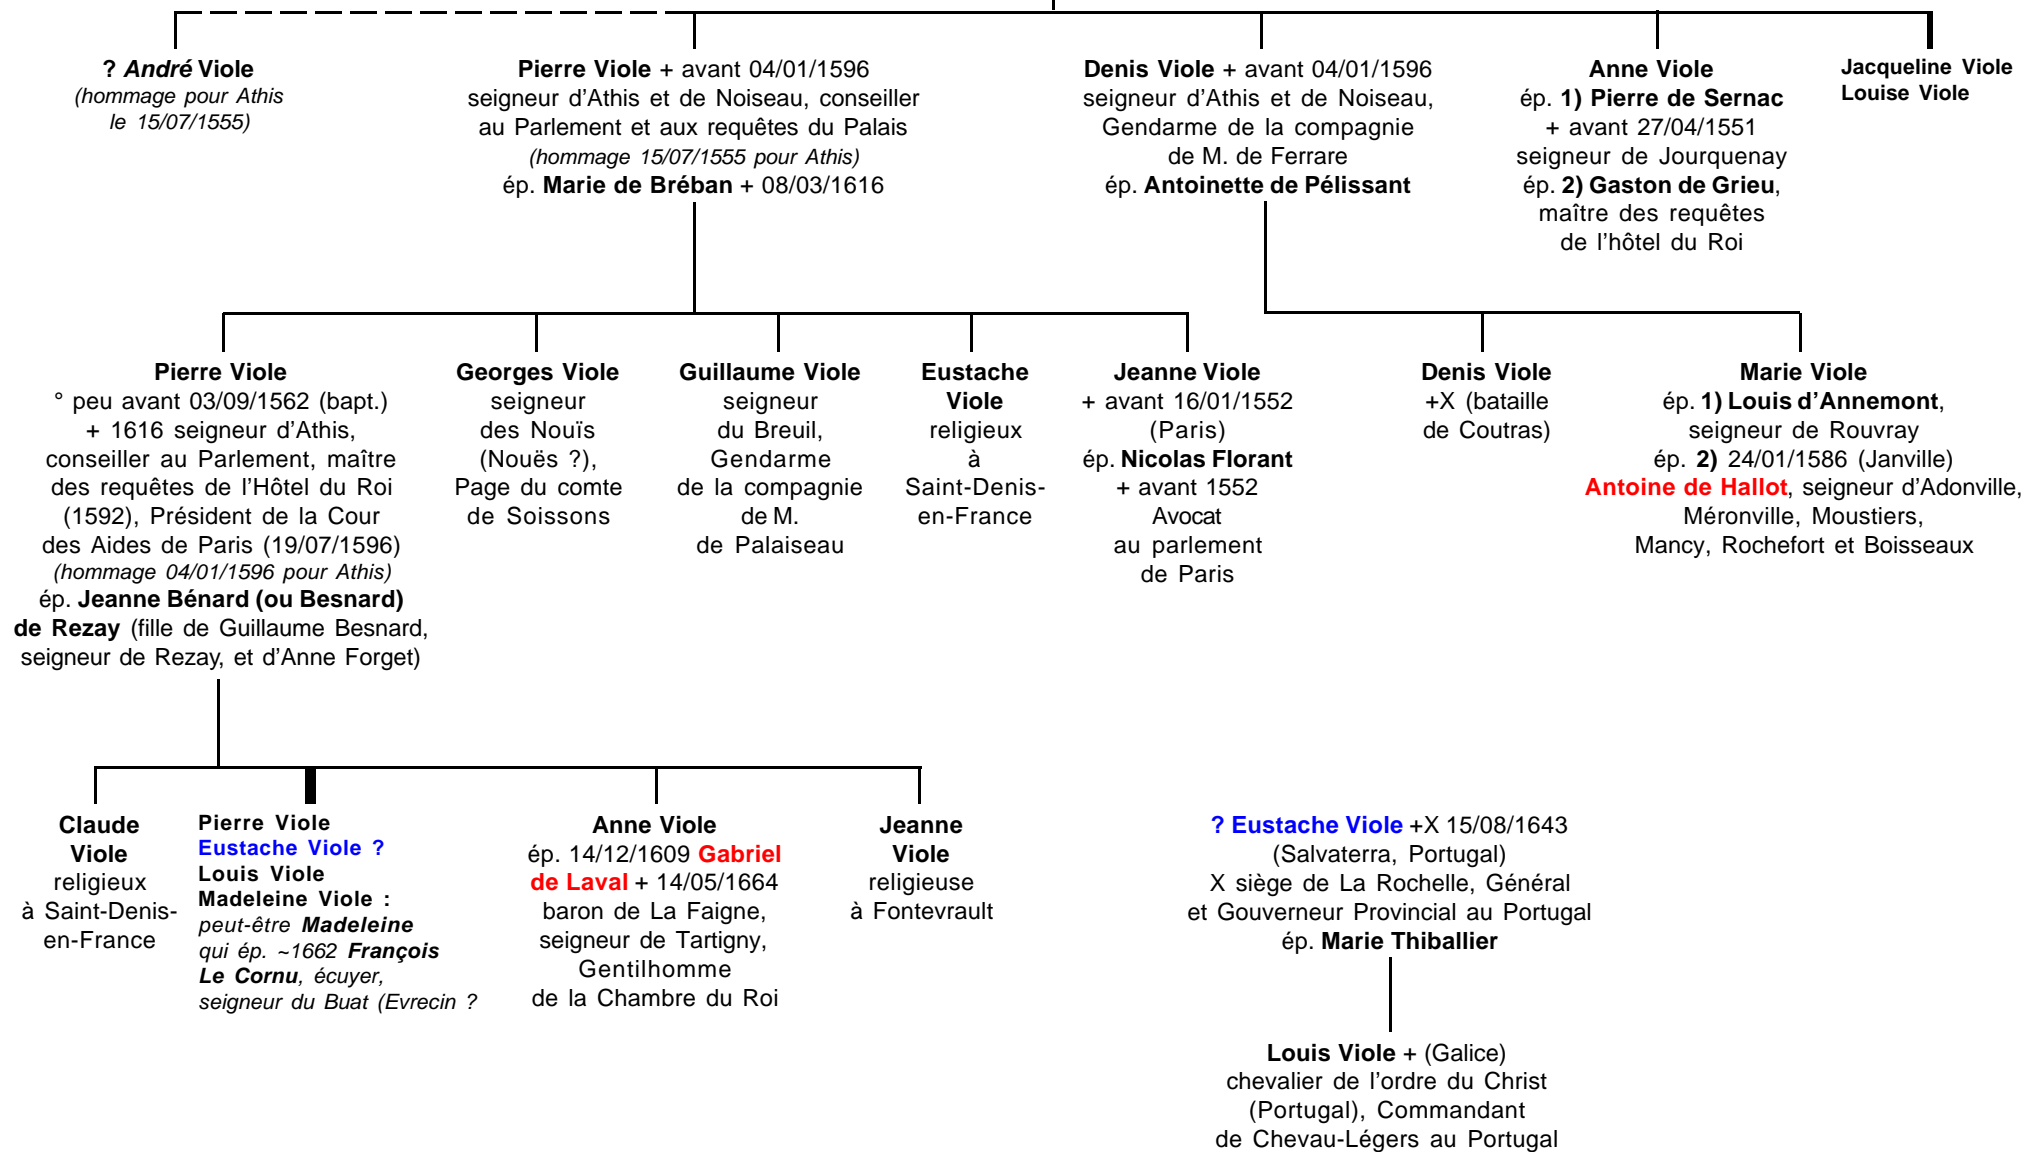 ? André Viole
(hommage pour Athis
le 15/07/1555)
Pierre Viole + avant 04/01/1596
seigneur d'Athis et de Noiseau, conseiller
au Parlement et aux requêtes du Palais
(hommage 15/07/1555 pour Athis)
ép. Marie de Bréban + 08/03/1616
Denis Viole + avant 04/01/1596
seigneur d'Athis et de Noiseau,
Gendarme de la compagnie
de M. de Ferrare
ép. Antoinette de Pélissant
Anne Viole
ép. 1) Pierre de Sernac
+ avant 27/04/1551
seigneur de Jourquenay
ép. 2) Gaston de Grieu,
maître des requêtes
de l'hôtel du Roi
Jacqueline Viole
Louise Viole
Pierre Viole
° peu avant 03/09/1562 (bapt.)
+ 1616 seigneur d'Athis,
conseiller au Parlement, maître
des requêtes de l'Hôtel du Roi
(1592), Président de la Cour
des Aides de Paris (19/07/1596)
(hommage 04/01/1596 pour Athis)
ép. Jeanne Bénard (ou Besnard)
de Rezay (fille de Guillaume Besnard,
seigneur de Rezay, et d'Anne Forget)
Georges Viole
seigneur
des Nouïs
(Nouës ?),
Page du comte
de Soissons
Guillaume Viole
seigneur
du Breuil,
Gendarme
de la compagnie
de M.
de Palaiseau
Eustache
Viole
religieux
à
Saint-Denis-
en-France
Jeanne Viole
+ avant 16/01/1552
(Paris)
ép. Nicolas Florant
+ avant 1552
Avocat
au parlement
de Paris
Denis Viole
+X (bataille
de Coutras)
Marie Viole
ép. 1) Louis d'Annemont,
seigneur de Rouvray
ép. 2) 24/01/1586 (Janville)
Antoine de Hallot, seigneur d'Adonville,
Méronville, Moustiers,
Mancy, Rochefort et Boisseaux
Claude
Viole
religieux
à Saint-Denis-
en-France
Pierre Viole
Eustache Viole ?
Louis Viole
Madeleine Viole :
peut-être Madeleine
qui ép. ~1662 François
Le Cornu, écuyer,
seigneur du Buat (Evrecin ?
Anne Viole
ép. 14/12/1609 Gabriel
de Laval + 14/05/1664
baron de La Faigne,
seigneur de Tartigny,
Gentilhomme
de la Chambre du Roi
Jeanne
Viole
religieuse
à Fontevrault
? Eustache Viole +X 15/08/1643
(Salvaterra, Portugal)
X siège de La Rochelle, Général
et Gouverneur Provincial au Portugal
ép. Marie Thiballier
Louis Viole + (Galice)
chevalier de l'ordre du Christ
(Portugal), Commandant
de Chevau-Légers au Portugal